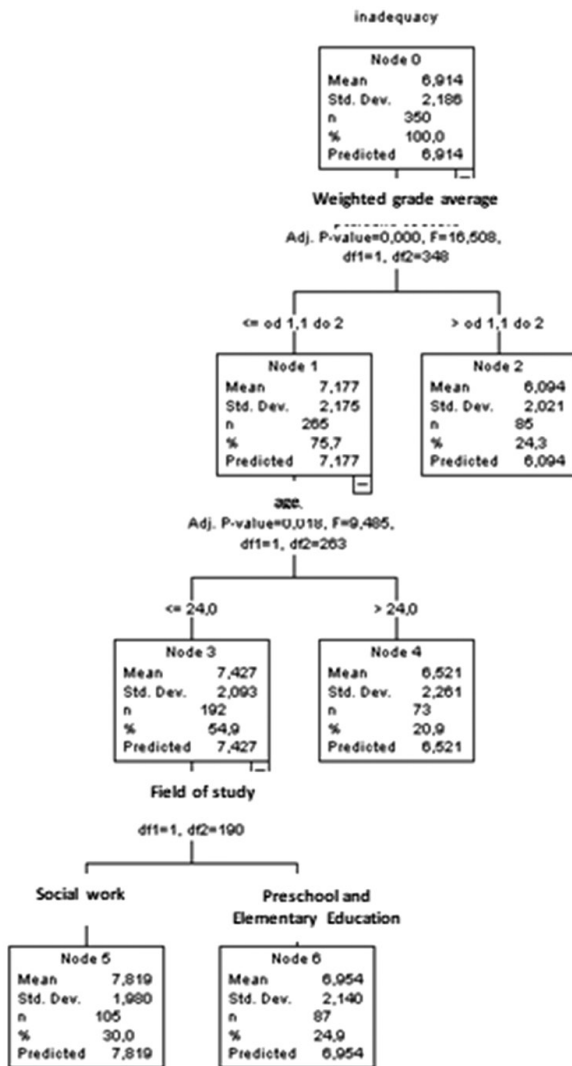 inadequacy
Node 0
Mean 6,914
Std. Dev. 2,186
n 350
% 100,0
Predicted 6,914
Weighted grade average
Adj. P-value=0,000, F=16,508,
df1=1, df2=348
<= od 1,1 do 2
> od 1,1 do 2
Node 1
Mean 7,177
Std. Dev. 2,175
n 265
% 75,7
Predicted 7,177
Node 2
Mean 6,094
Std. Dev. 2,021
n 85
% 24,3
Predicted 6,094
age.
Adj. P-value=0,018, F=9,485,
df1=1, df2=263
<= 24,0
> 24,0
Node 3
Mean 7,427
Std. Dev. 2,093
n 192
% 54,9
Predicted 7,427
Node 4
Mean 6,521
Std. Dev. 2,261
n 73
% 20,9
Predicted 6,521
Field of study
df1=1, df2=190
Social work
Preschool and
Elementary Education
Node 5
Mean 7,819
Std. Dev. 1,980
n 105
% 30,0
Predicted 7,819
Node 6
Mean 6,954
Std. Dev. 2,140
n 87
% 24,9
Predicted 6,954